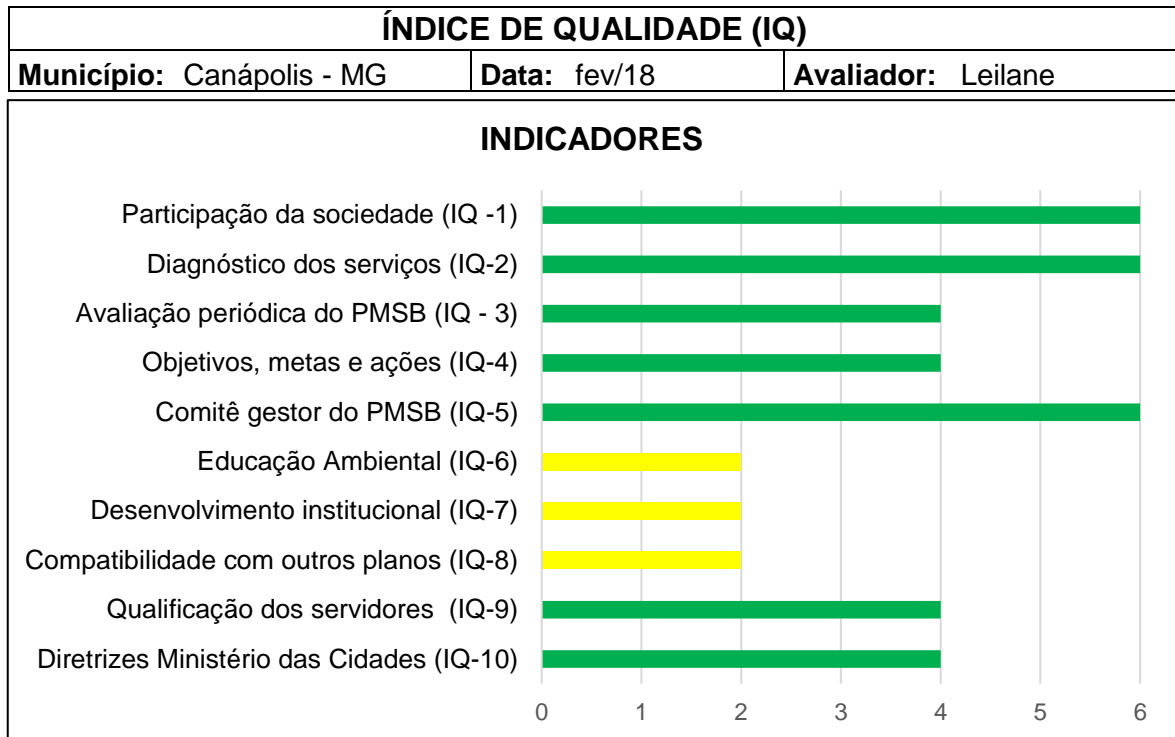 ÍNDICE DE QUALIDADE (IQ)
Município: Canápolis - MG Data: fev/18 Avaliador: Leilane
INDICADORES
Participação da sociedade (IQ -1)
Diagnóstico dos serviços (IQ-2)
Avaliação periódica do PMSB (IQ - 3)
Objetivos, metas e ações (IQ-4)
Comitê gestor do PMSB (IQ-5)
Educação Ambiental (IQ-6)
Desenvolvimento institucional (IQ-7)
Compatibilidade com outros planos (IQ-8)
Qualificação dos servidores (IQ-9)
Diretrizes Ministério das Cidades (IQ-10)
0 1 2 3 4 5 6